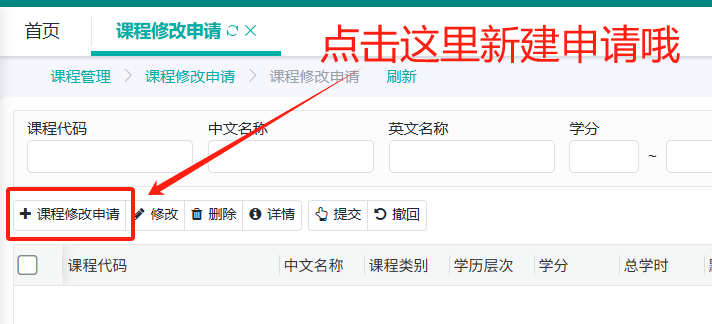 首页 课程修改申请
点击这里新建申请哦
课程管理 课程修改申请 课程修改申请 刷新
课程代码 中文名称 英文名称 学分
~
课程修改申请 修改 删除 详情 提交 撤回
课程代码 中文名称 课程类别 学历层次 学分 总学时